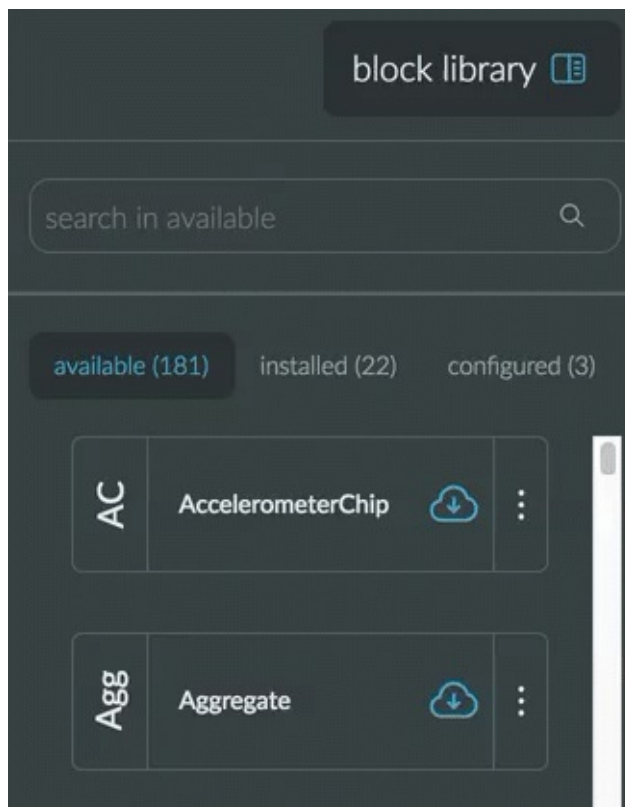 block library
search in available
available (181) installed (22) configured (3)
AC AccelerometerChip
Agg Aggregate